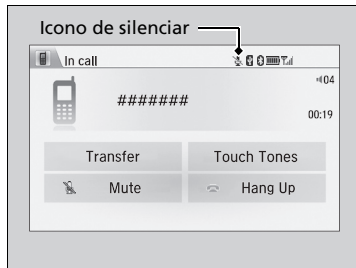 Icono de silenciar
In call
04
#######
00:19
Transfer
Touch Tones
Mute
Hang Up